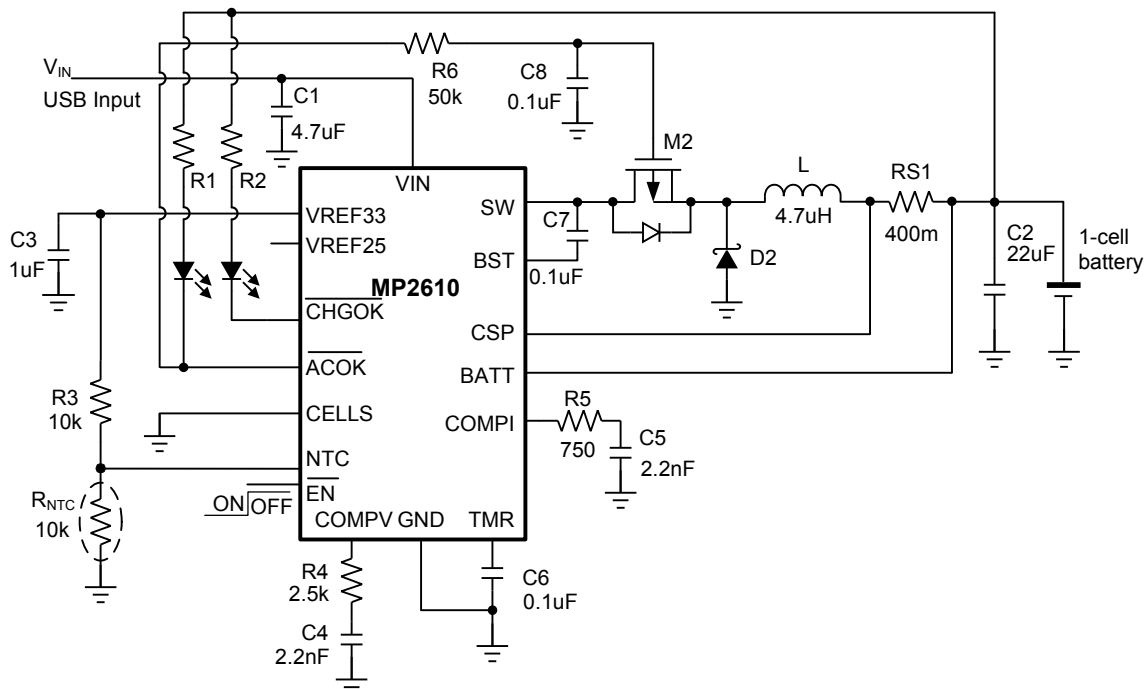 V_IN
USB Input
C1
4.7uF
R6
50k
C8
0.1uF
M2
L
4.7uH
RS1
400m
C2
22uF
1-cell
battery
R1
R2
C3
1uF
VIN
VREF33
VREF25
MP2610
CHGOK
ACOK
CELLS
NTC
EN
COMPV
GND
TMR
SW
BST
CSP
BATT
COMPI
C7
0.1uF
D2
R3
10k
R_NTC
10k
ON
OFF
R5
750
C5
2.2nF
R4
2.5k
C4
2.2nF
C6
0.1uF